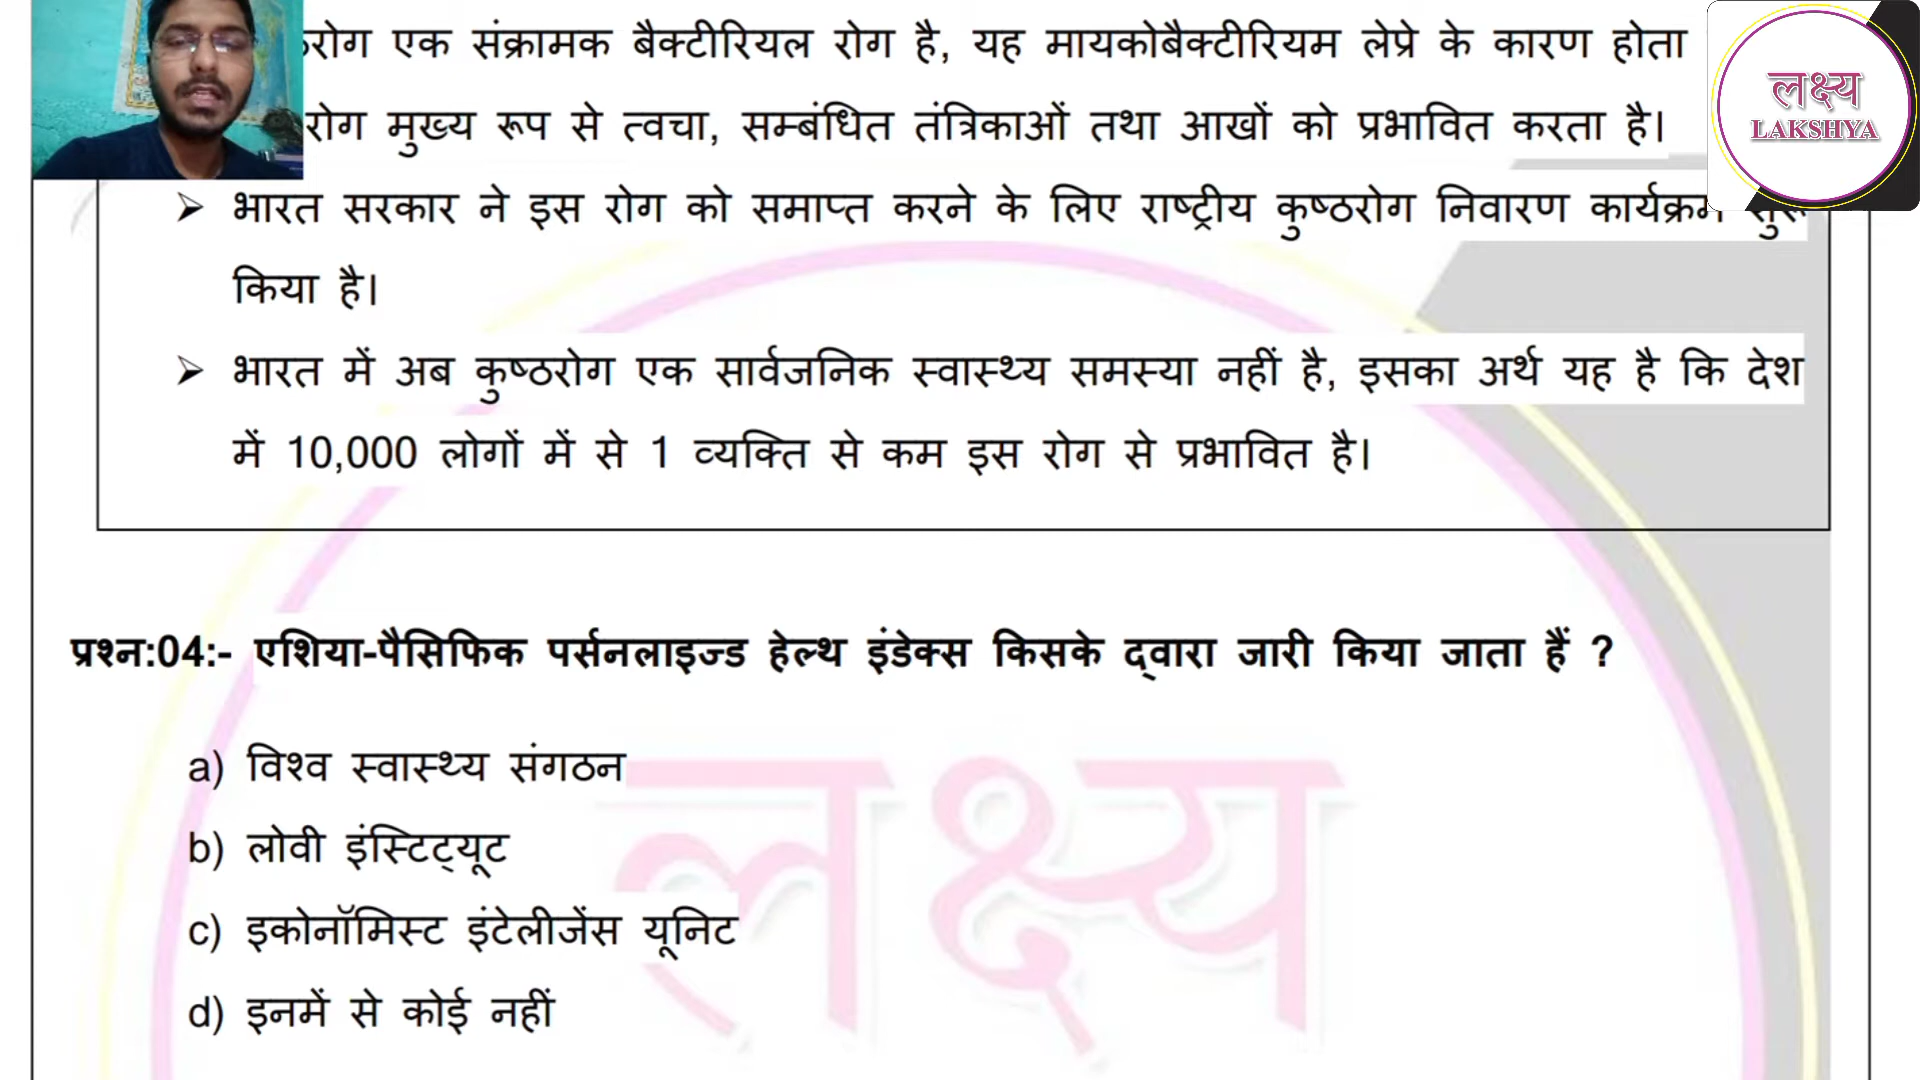 रोग एक संक्रामक बैक्टीरियल रोग है, यह मायकोबैक्टीरियम लेप्रे के कारण होता
रोग मुख्य रूप से त्वचा, सम्बंधित तंत्रिकाओं तथा आखों को प्रभावित करता है।
लक्ष्य
LAKSHYA
➢ भारत सरकार ने इस रोग को समाप्त करने के लिए राष्ट्रीय कुष्ठरोग निवारण कार्यक्रम
किया है।
➢ भारत में अब कुष्ठरोग एक सार्वजनिक स्वास्थ्य समस्या नहीं है, इसका अर्थ यह है कि देश
में 10,000 लोगों में से 1 व्यक्ति से कम इस रोग से प्रभावित है।
प्रश्न:04:- एशिया-पैसिफिक पर्सनलाइज्ड हेल्थ इंडेक्स किसके द्वारा जारी किया जाता हैं ?
a) विश्व स्वास्थ्य संगठन
b) लोवी इंस्टिट्यूट
c) इकोनॉमिस्ट इंटेलीजेंस यूनिट
d) इनमें से कोई नहीं
लक्ष्य